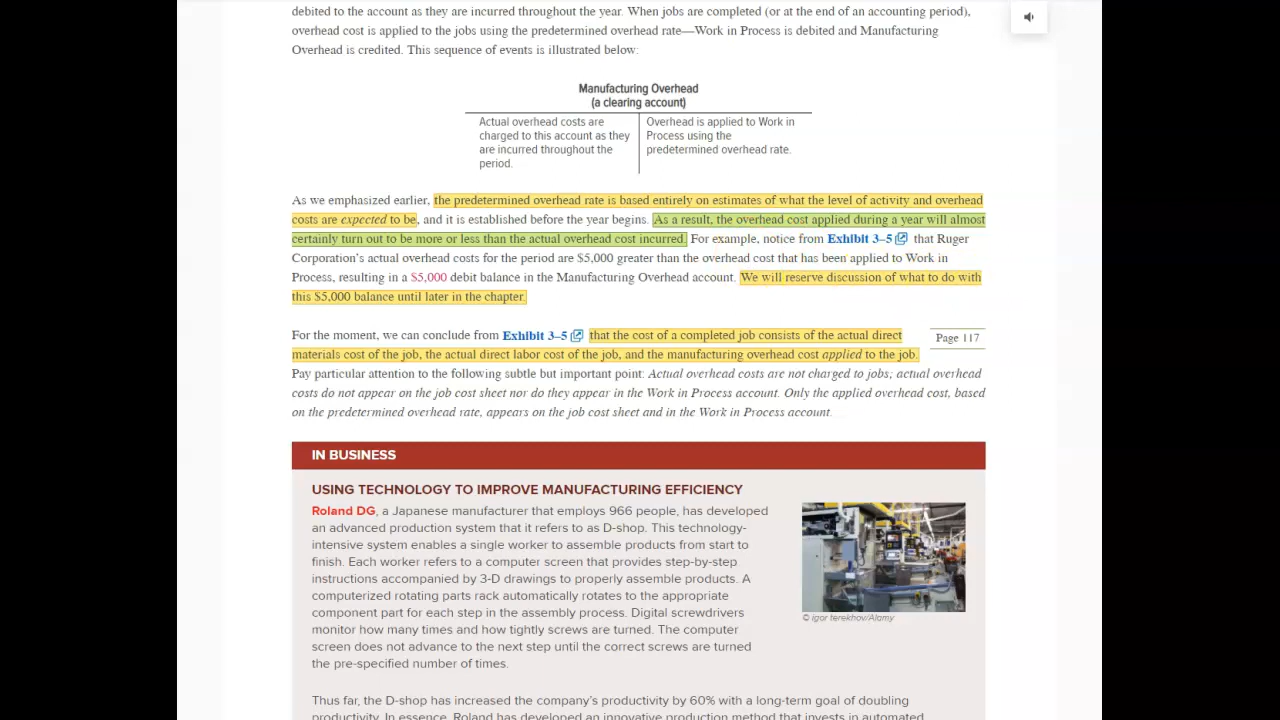 debited to the account as they are incurred throughout the year. When jobs are completed (or at the end of an accounting period),
overhead cost is applied to the jobs using the predetermined overhead rate—Work in Process is debited and Manufacturing
Overhead is credited. This sequence of events is illustrated below:
Manufacturing Overhead
(a clearing account)
Actual overhead costs are
charged to this account as they
are incurred throughout the
period.
Overhead is applied to Work in
Process using the
predetermined overhead rate.
As we emphasized earlier, the predetermined overhead rate is based entirely on estimates of what the level of activity and overhead
costs are expected to be, and it is established before the year begins. As a result, the overhead cost applied during a year will almost
certainly turn out to be more or less than the actual overhead cost incurred. For example, notice from Exhibit 3–5 that Ruger
Corporation's actual overhead costs for the period are $5,000 greater than the overhead cost that has been applied to Work in
Process, resulting in a $5,000 debit balance in the Manufacturing Overhead account. We will reserve discussion of what to do with
this $5,000 balance until later in the chapter.
For the moment, we can conclude from Exhibit 3–5 that the cost of a completed job consists of the actual direct
Page 117
materials cost of the job, the actual direct labor cost of the job, and the manufacturing overhead cost applied to the job.
Pay particular attention to the following subtle but important point: Actual overhead costs are not charged to jobs; actual overhead
costs do not appear on the job cost sheet nor do they appear in the Work in Process account. Only the applied overhead cost, based
on the predetermined overhead rate, appears on the job cost sheet and in the Work in Process account.
IN BUSINESS
USING TECHNOLOGY TO IMPROVE MANUFACTURING EFFICIENCY
Roland DG, a Japanese manufacturer that employs 966 people, has developed
an advanced production system that it refers to as D-shop. This technology-
intensive system enables a single worker to assemble products from start to
finish. Each worker refers to a computer screen that provides step-by-step
instructions accompanied by 3-D drawings to properly assemble products. A
computerized rotating parts rack automatically rotates to the appropriate
component part for each step in the assembly process. Digital screwdrivers
monitor how many times and how tightly screws are turned. The computer
screen does not advance to the next step until the correct screws are turned
the pre-specified number of times.
© igor terekhov/Alamy
Thus far, the D-shop has increased the company's productivity by 60% with a long-term goal of doubling
productivity. In essence, Roland has developed an innovative production method that invests in automated